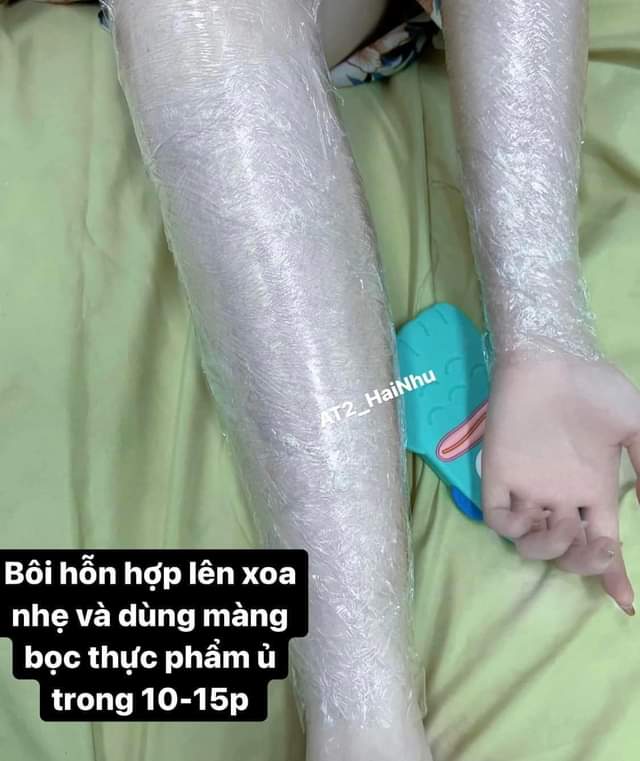 AT2_HaiNhu
Bôi hỗn hợp lên xoa
nhẹ và dùng màng
bọc thực phẩm ủ
trong 10-15p